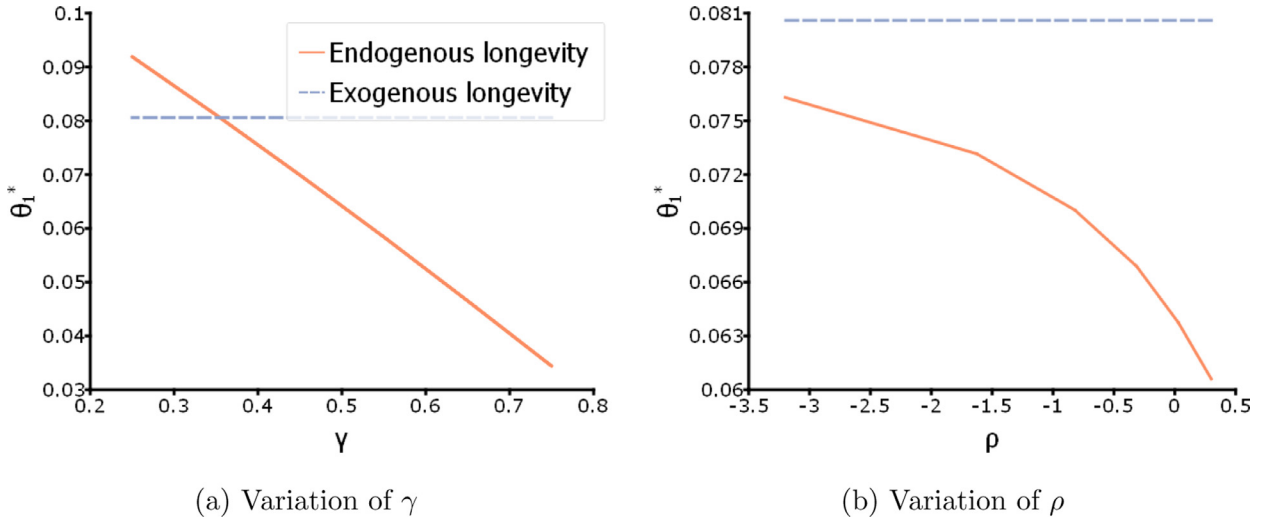 0.1
0.09
0.08
0.07
0.06
0.05
0.04
0.03
θ₁*
0.2 0.3 0.4 0.5 0.6 0.7 0.8
γ
Endogenous longevity
Exogenous longevity
(a) Variation of γ
0.081
0.078
0.075
0.072
0.069
0.066
0.063
0.06
θ₁*
-3.5 -3 -2.5 -2 -1.5 -1 -0.5 0 0.5
ρ
(b) Variation of ρ